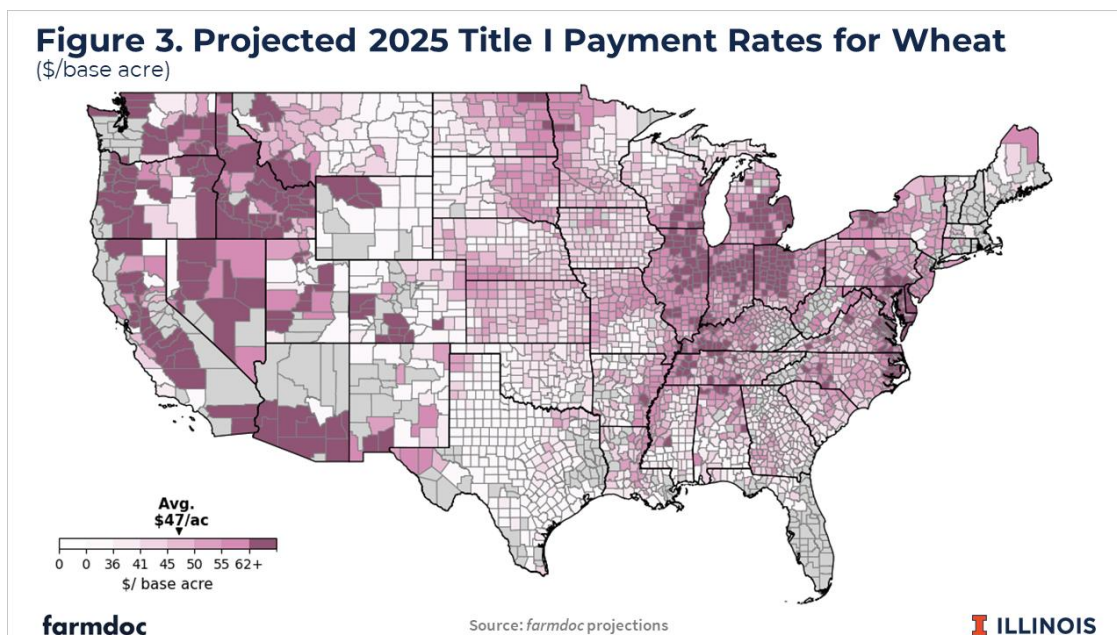 Figure 3. Projected 2025 Title I Payment Rates for Wheat
($/base acre)
Avg.
$47/ac
0 0 36 41 45 50 55 62+
$/ base acre
farmdoc
Source: farmdoc projections
I ILLINOIS